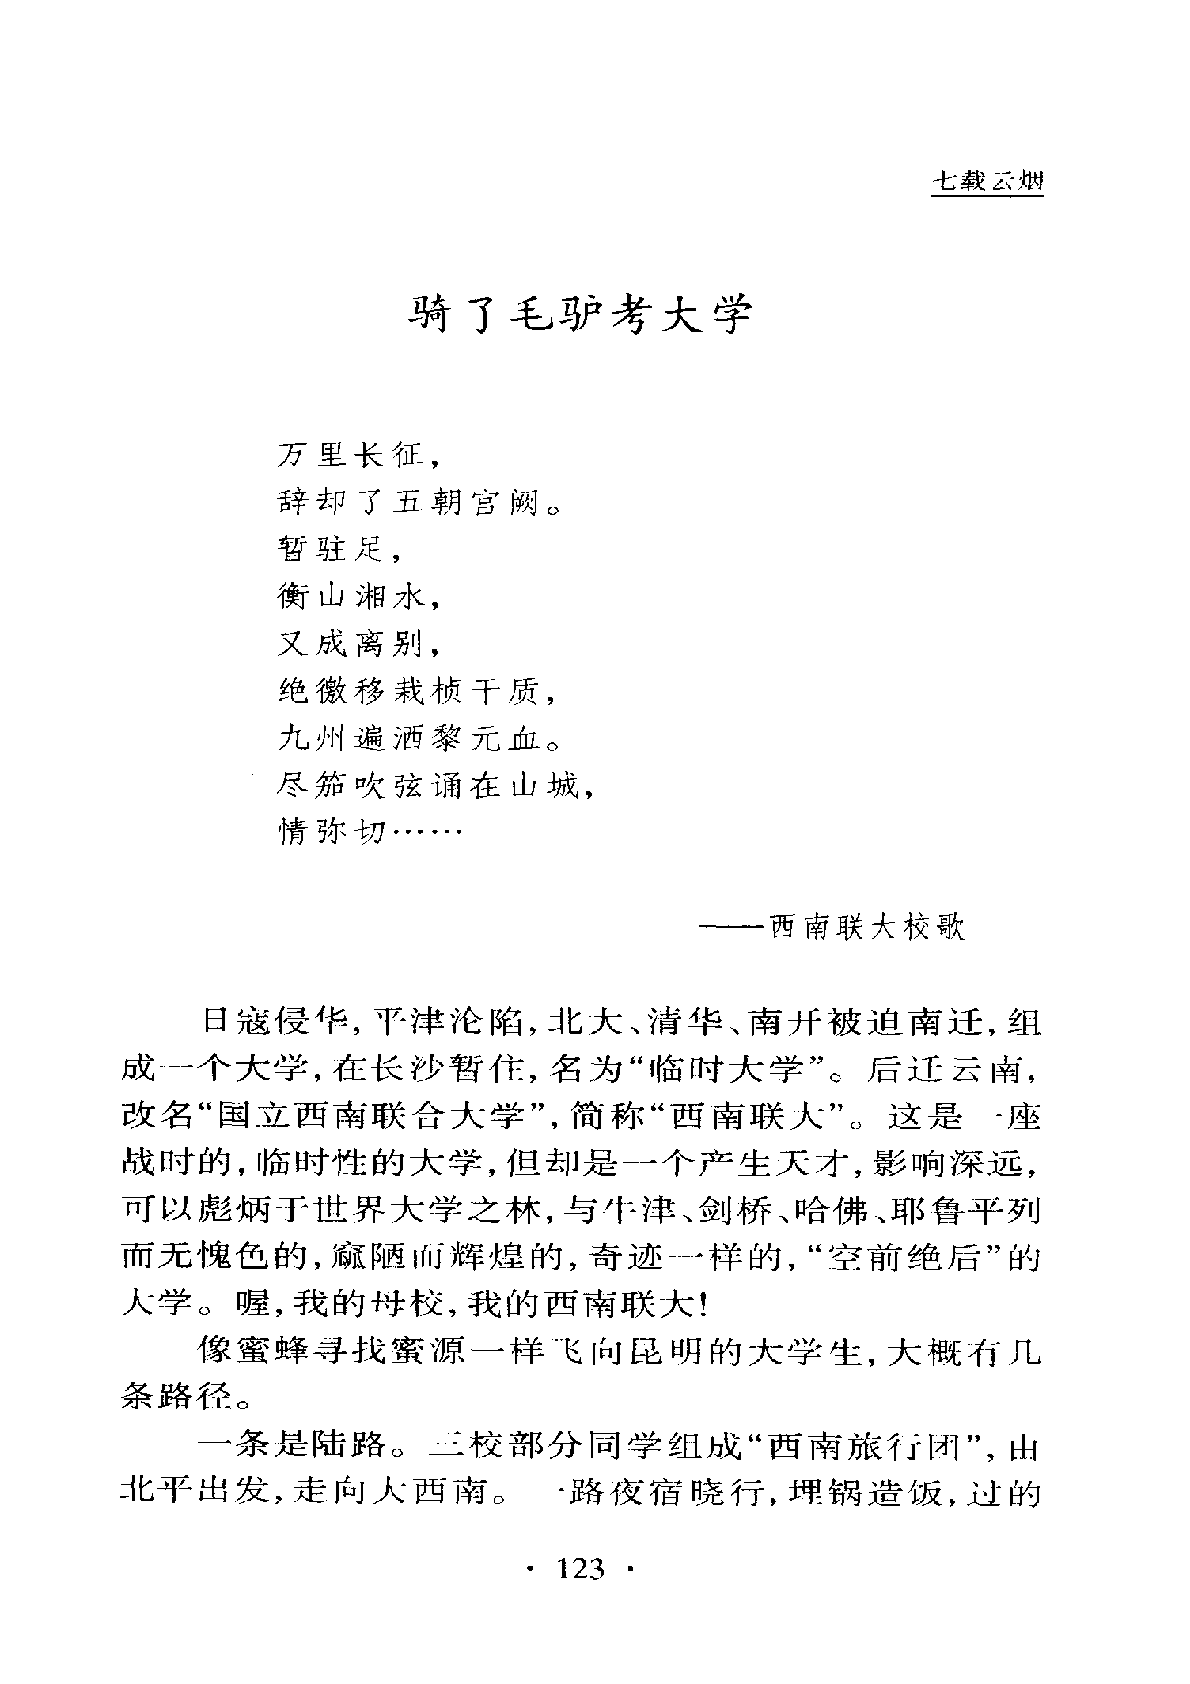 七载云烟
骑了毛驴考大学
万里长征，
辞却了五朝宫阙。
暂驻足，
衡山湘水，
又成离别，
绝徼移栽桢干质，
九州遍洒黎元血。
尽笳吹弦诵在山城，
情弥切……
——西南联大校歌
日寇侵华，平津沦陷，北大、清华、南开被迫南迁，组
成一个大学，在长沙暂住，名为“临时大学”。后迁云南，
改名“国立西南联合大学”，简称“西南联大”。这是一座
战时的，临时性的大学，但却是一个产生天才，影响深远，
可以彪炳于世界大学之林，与牛津、剑桥、哈佛、耶鲁平列
而无愧色的，窳陋而辉煌的，奇迹一样的，“空前绝后”的
大学。喔，我的母校，我的西南联大！
像蜜蜂寻找蜜源一样飞向昆明的大学生，大概有几
条路径。
一条是陆路。三校部分同学组成“西南旅行团”，由
北平出发，走向大西南。一路夜宿晓行，埋锅造饭，过的
· 123 ·